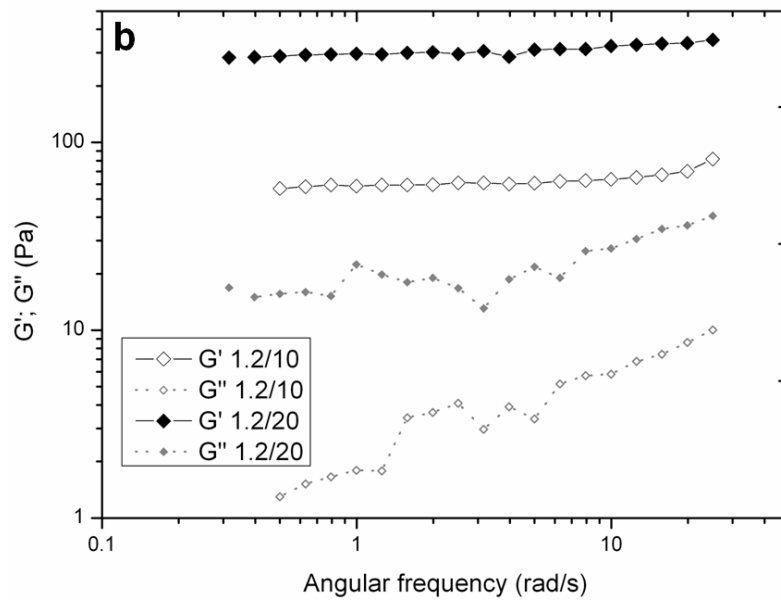 b
100
10
1
0.1
1
10
G'; G" (Pa)
Angular frequency (rad/s)
G' 1.2/10
G" 1.2/10
G' 1.2/20
G" 1.2/20